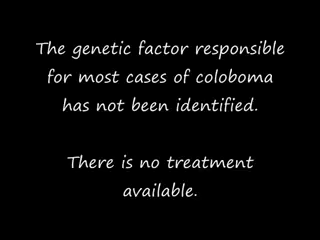 The genetic factor responsible
for most cases of coloboma
has not been identified.
There is no treatment
available.